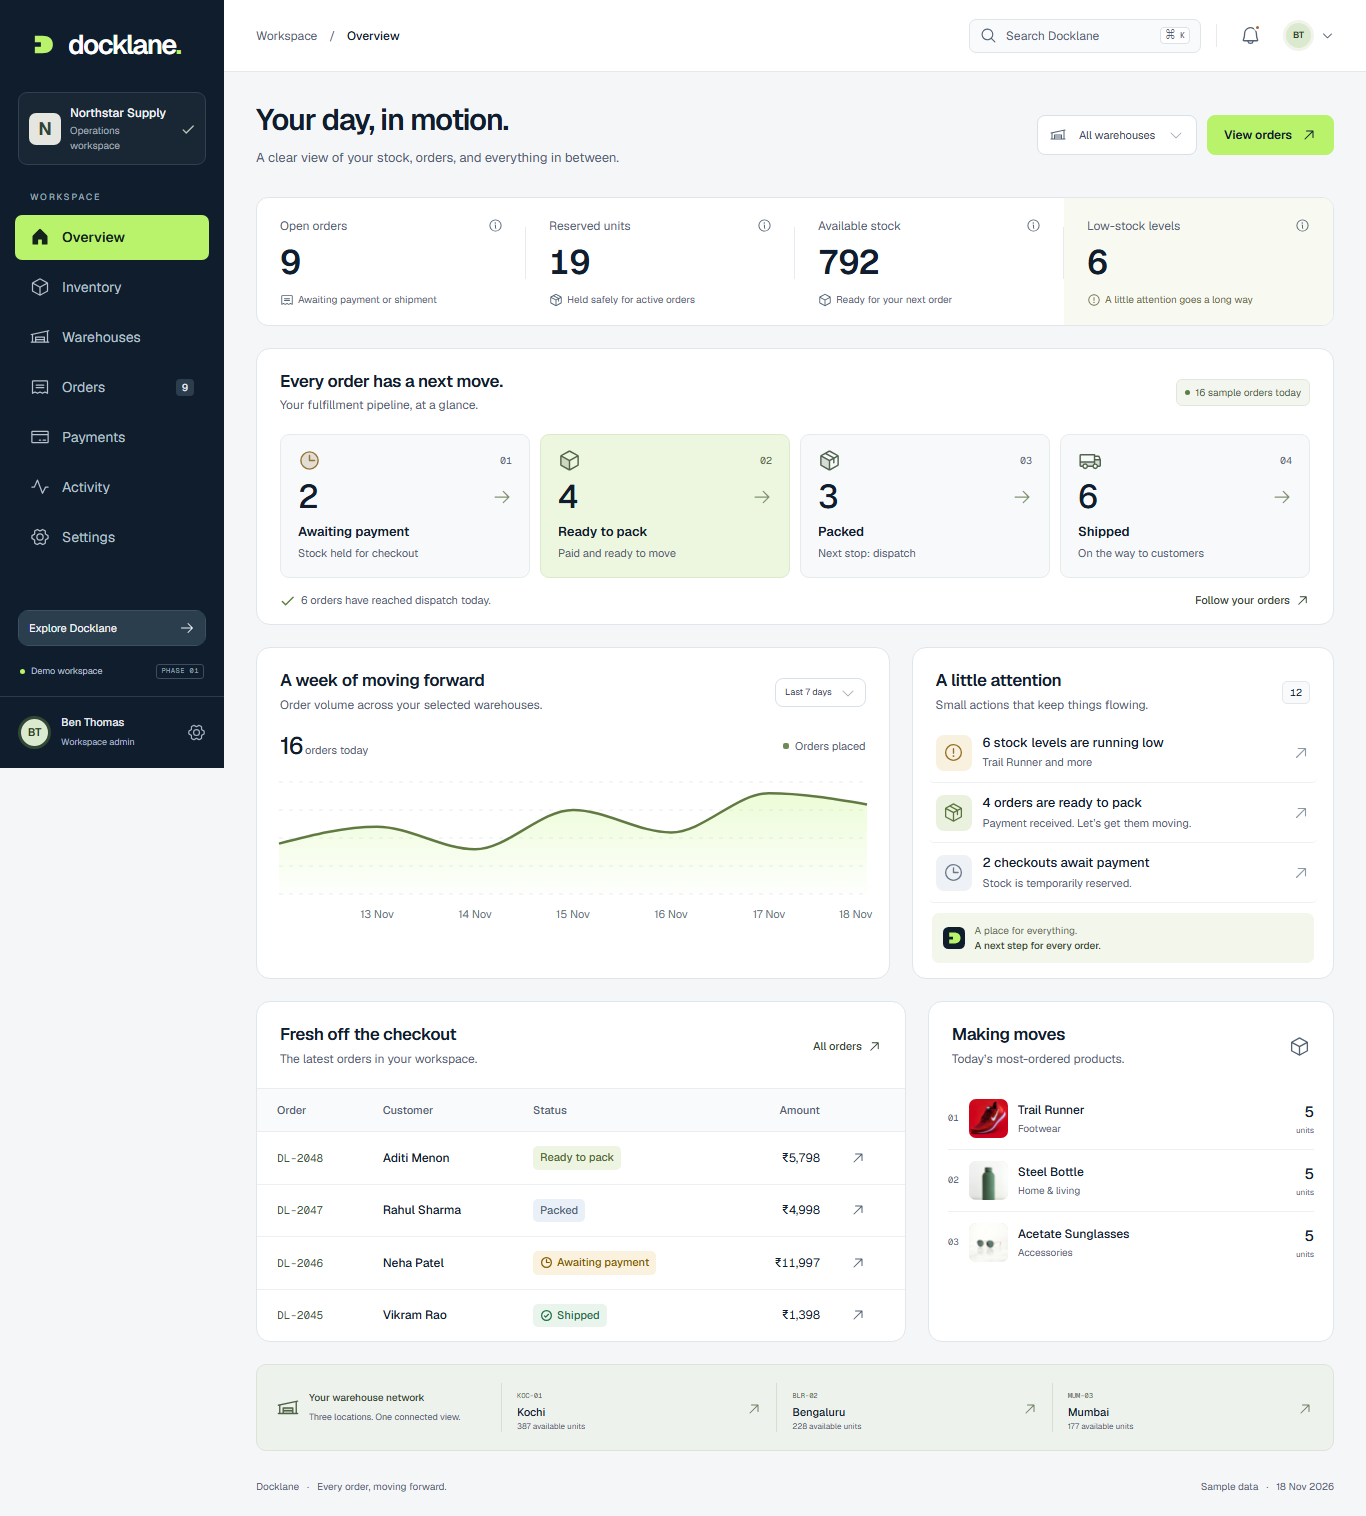 docklane.
N
Northstar Supply
Operations
workspace
WORKSPACE
Overview
Inventory
Warehouses
Orders 9
Payments
Activity
Settings
Explore Docklane
Demo workspace PHASE 01
BT
Ben Thomas
Workspace admin
Workspace / Overview
Search Docklane ⌘ K
BT
Your day, in motion.
A clear view of your stock, orders, and everything in between.
All warehouses
View orders
Open orders
9
Awaiting payment or shipment
Reserved units
19
Held safely for active orders
Available stock
792
Ready for your next order
Low-stock levels
6
A little attention goes a long way
Every order has a next move.
Your fulfillment pipeline, at a glance.
16 sample orders today
01
2
Awaiting payment
Stock held for checkout
02
4
Ready to pack
Paid and ready to move
03
3
Packed
Next stop: dispatch
04
6
Shipped
On the way to customers
6 orders have reached dispatch today.
Follow your orders
A week of moving forward
Order volume across your selected warehouses.
Last 7 days
16 orders today
Orders placed
13 Nov 14 Nov 15 Nov 16 Nov 17 Nov 18 Nov
A little attention
Small actions that keep things flowing.
12
6 stock levels are running low
Trail Runner and more
4 orders are ready to pack
Payment received. Let's get them moving.
2 checkouts await payment
Stock is temporarily reserved.
A place for everything.
A next step for every order.
Fresh off the checkout
The latest orders in your workspace.
All orders
Order Customer Status Amount
DL-2048 Aditi Menon Ready to pack ₹5,798
DL-2047 Rahul Sharma Packed ₹4,998
DL-2046 Neha Patel Awaiting payment ₹11,997
DL-2045 Vikram Rao Shipped ₹1,398
Making moves
Today's most-ordered products.
01
Trail Runner
Footwear
5
units
02
Steel Bottle
Home & living
5
units
03
Acetate Sunglasses
Accessories
5
units
Your warehouse network
Three locations. One connected view.
KOC-01
Kochi
387 available units
BLR-02
Bengaluru
228 available units
MUM-03
Mumbai
177 available units
Docklane · Every order, moving forward.
Sample data · 18 Nov 2026